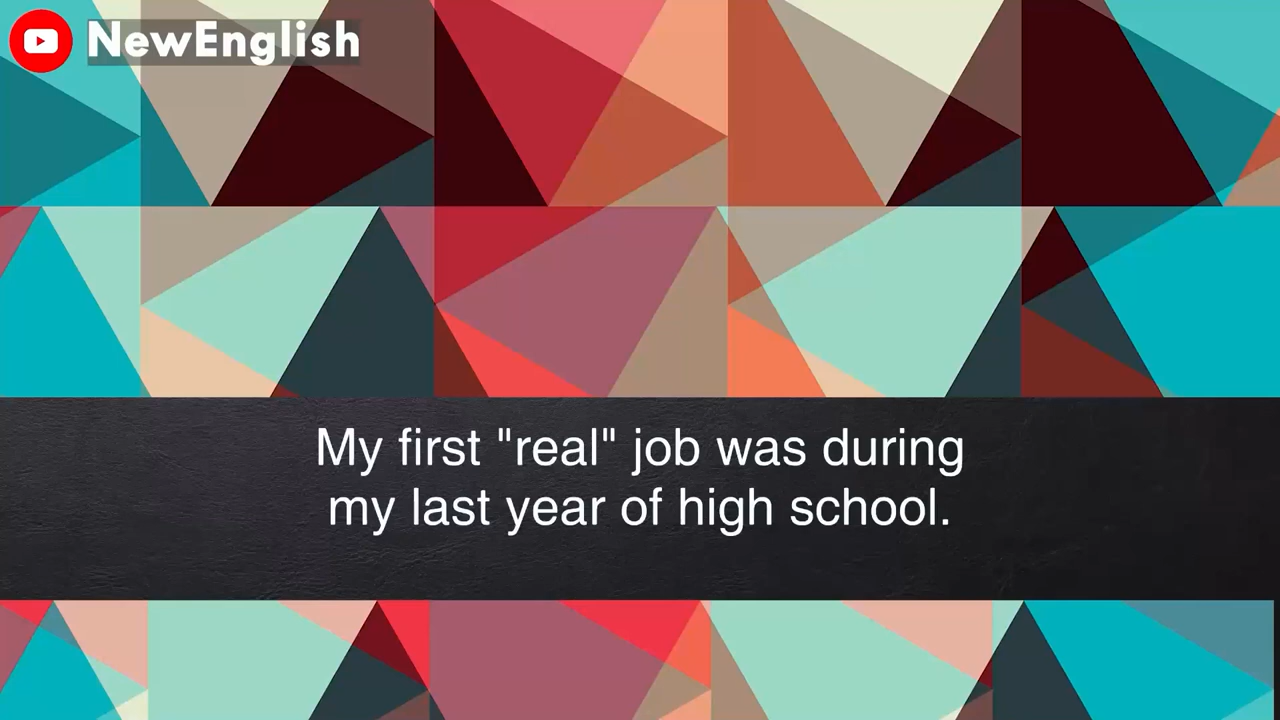 NewEnglish
My first "real" job was during
my last year of high school.